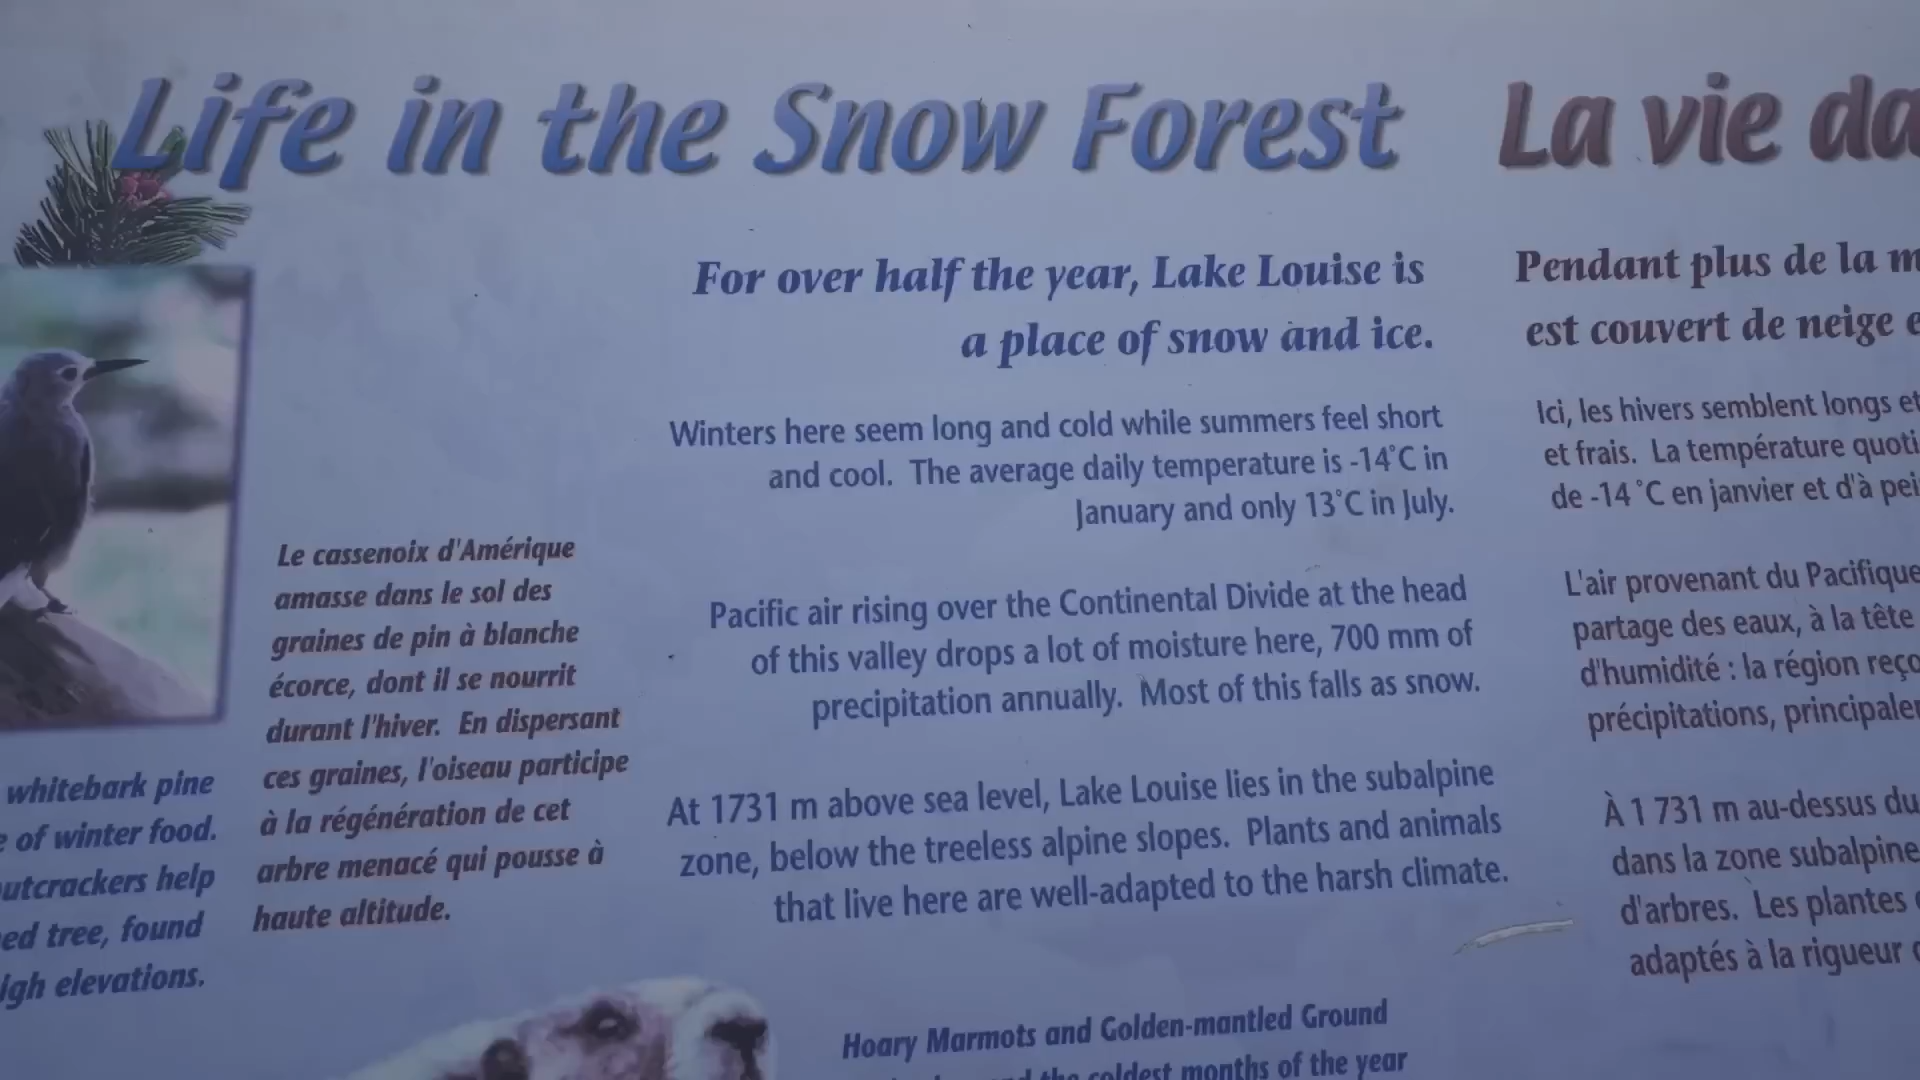 Life in the Snow Forest
For over half the year, Lake Louise is
a place of snow and ice.
Winters here seem long and cold while summers feel short
and cool. The average daily temperature is -14°C in
January and only 13°C in July.
Pacific air rising over the Continental Divide at the head
of this valley drops a lot of moisture here, 700 mm of
precipitation annually. Most of this falls as snow.
At 1731 m above sea level, Lake Louise lies in the subalpine
zone, below the treeless alpine slopes. Plants and animals
that live here are well-adapted to the harsh climate.
La vie
Pendant plus de la
est couvert de neige
Ici, les hivers semblent longs et
et frais. La température
de -14 °C en janvier et d'à
L'air provenant du Pacifique
partage des eaux, à la tête
d'humidité : la région
précipitations,
À 1 731 m au-dessus du
dans la zone subalpine
d'arbres. Les plantes
adaptés à la rigueur
whitebark pine
of winter food.
help
tree, found
elevations.
Le cassenoix d'Amérique
amasse dans le sol des
graines de pin à blanche
écorce, dont il se nourrit
durant l'hiver. En dispersant
ces graines, l'oiseau participe
à la régénération de cet
arbre menacé qui pousse à
haute altitude.
Hoary Marmots and Golden-mantled Ground
the coldest months of the year